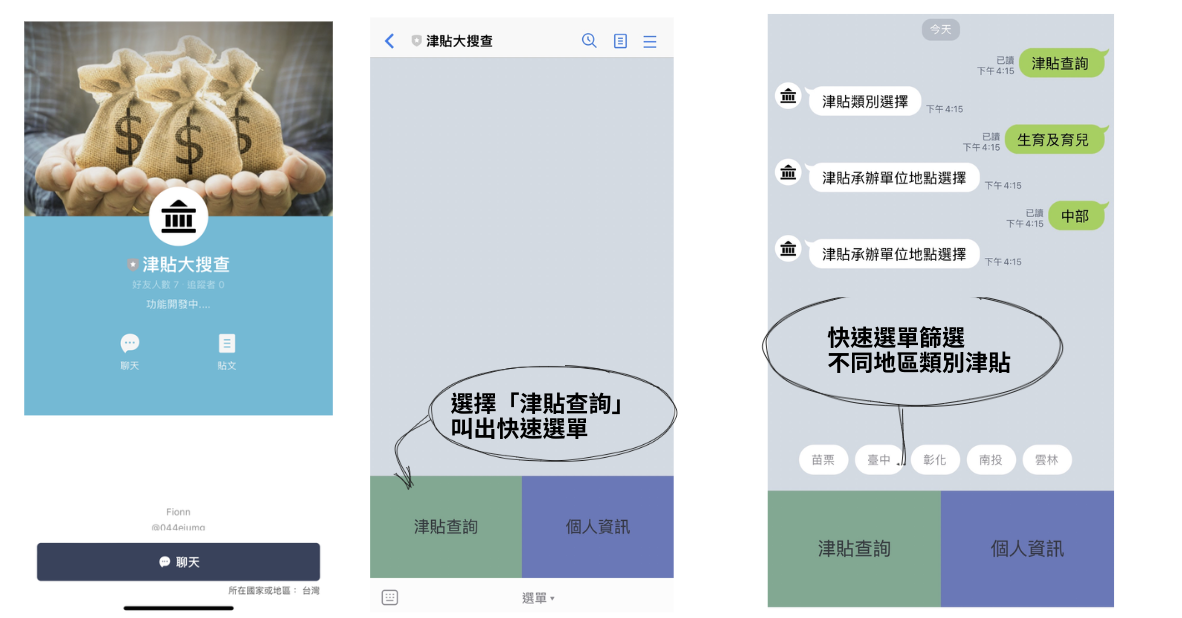 $ $ $
津貼大搜查
好友人數 7 · 追蹤者 0
功能開發中....
聊天
貼文
Fionn
聊天
所在國家或地區： 台灣
津貼大搜查
選擇「津貼查詢」
叫出快速選單
津貼查詢
個人資訊
選單
今天
已讀
下午4:15
津貼查詢
津貼類別選擇
下午4:15
已讀
下午4:15
生育及育兒
津貼承辦單位地點選擇
下午4:15
已讀
下午4:15
中部
津貼承辦單位地點選擇
下午4:15
快速選單篩選
不同地區類別津貼
苗票
臺中
彰化
南投
雲林
津貼查詢
個人資訊